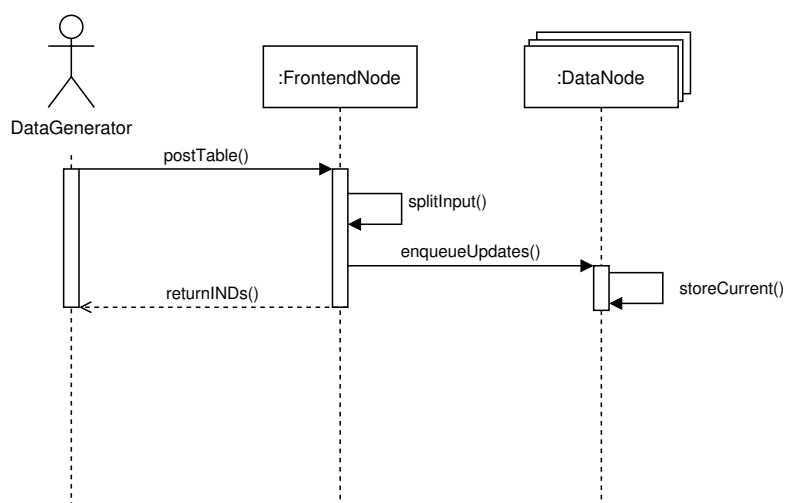 :FrontendNode
:DataNode
DataGenerator
postTable()
splitInput()
enqueueUpdates()
storeCurrent()
returnINDs()